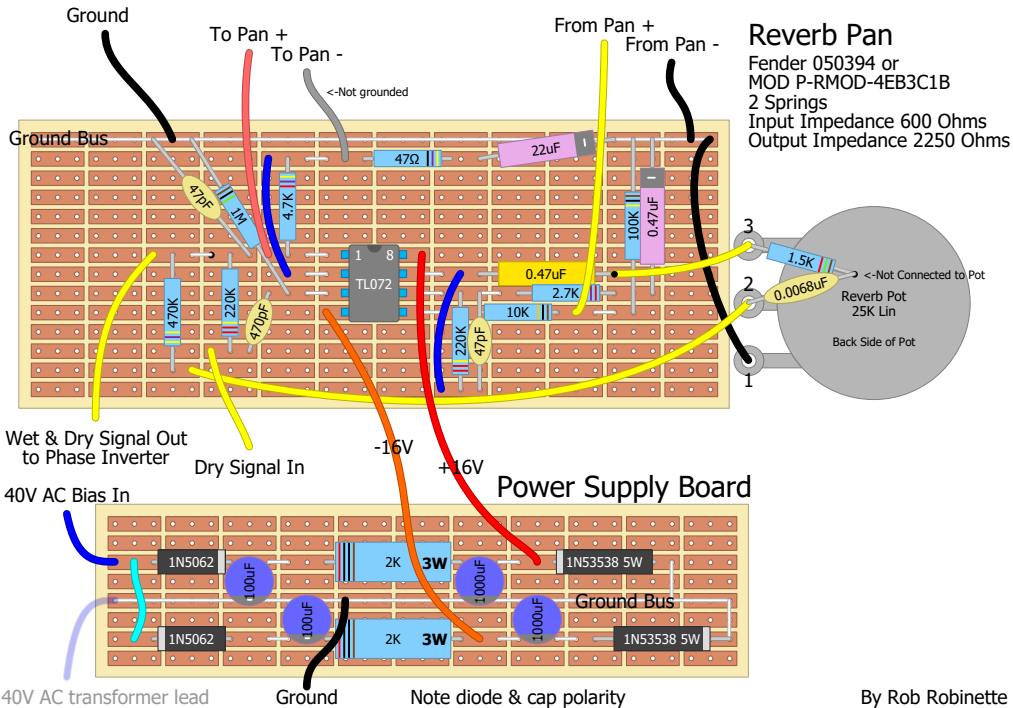 Ground
To Pan +
To Pan -
<-Not grounded
From Pan +
From Pan -
Reverb Pan
Fender 050394 or
MOD P-RMOD-4EB3C1B
2 Springs
Input Impedance 600 Ohms
Output Impedance 2250 Ohms
Ground Bus
47Ω
22uF
47pF
1M
4.7K
100K
0.47uF
1 8
TL072
0.47uF
2.7K
10K
470K
220K
470pF
220K
47pF
3
1.5K
<-Not Connected to Pot
2
0.0068uF
Reverb Pot
25K Lin
Back Side of Pot
1
Wet & Dry Signal Out
to Phase Inverter
Dry Signal In
-16V
+16V
40V AC Bias In
Power Supply Board
1N5062
100uF
2K 3W
1000uF
1N53538 5W
Ground Bus
1N5062
100uF
2K 3W
1000uF
1N53538 5W
40V AC transformer lead
Ground
Note diode & cap polarity
By Rob Robinette